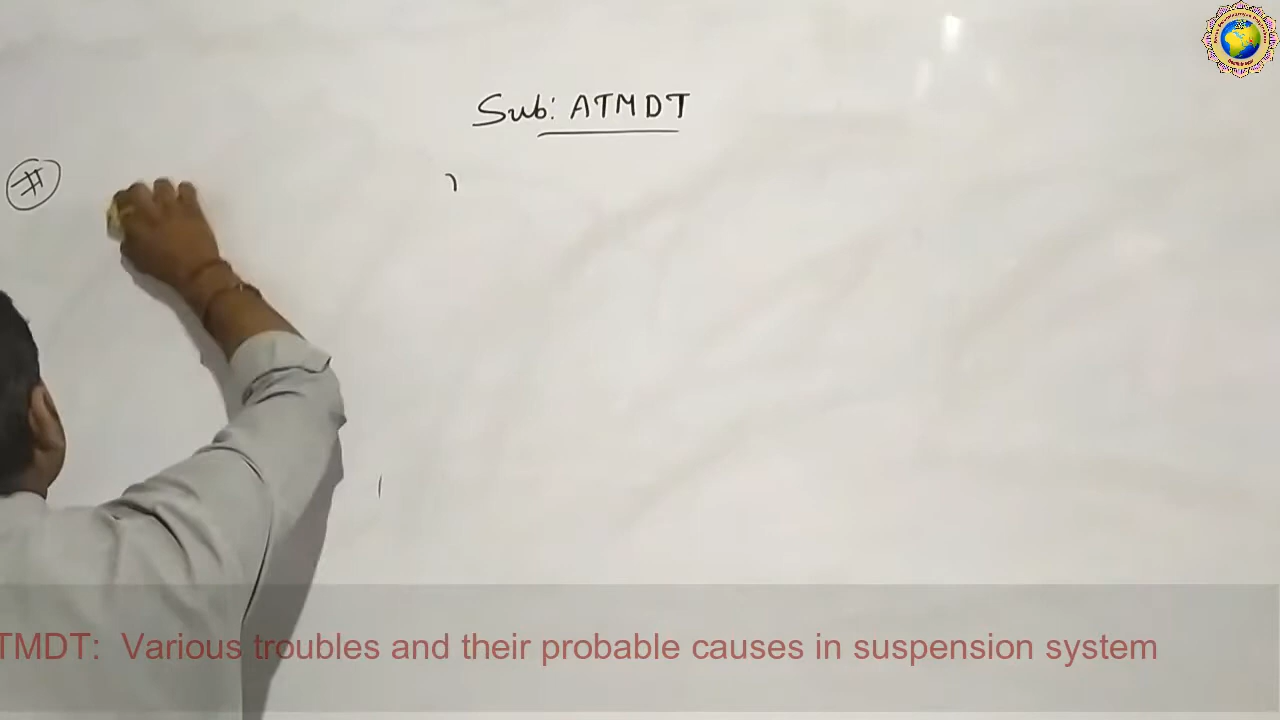 Sub: ATMDT
#
TMDT: Various troubles and their probable causes in suspension system